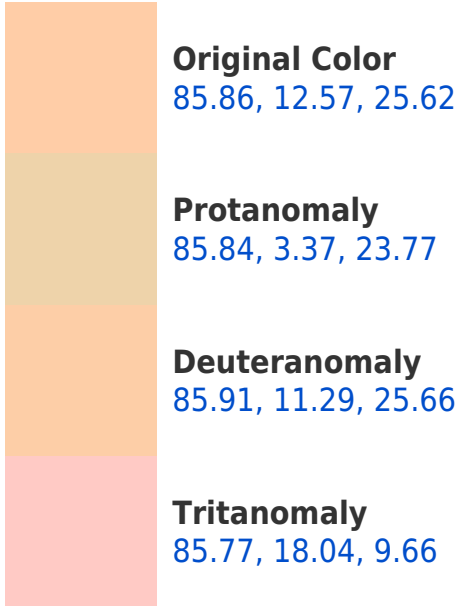 Original Color
85.86, 12.57, 25.62
Protanomaly
85.84, 3.37, 23.77
Deuteranomaly
85.91, 11.29, 25.66
Tritanomaly
85.77, 18.04, 9.66